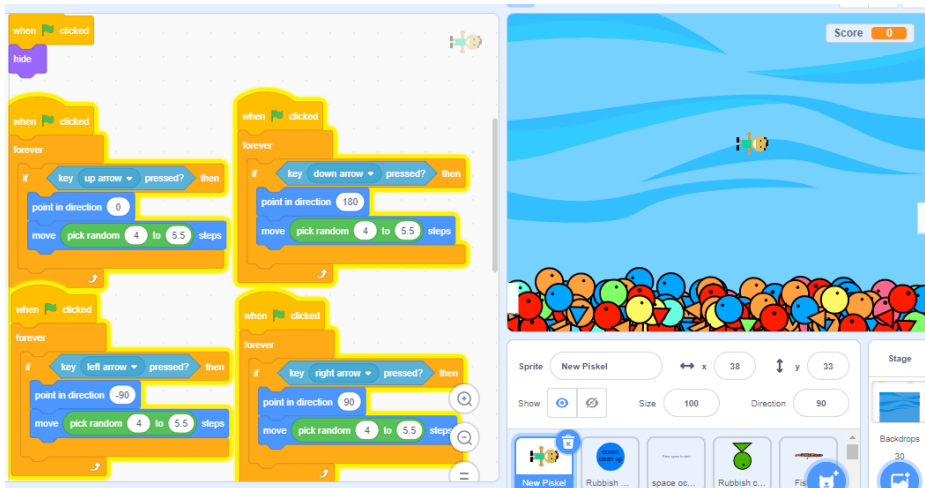 when clicked
hide
when clicked
forever
if key up arrow pressed? then
point in direction 0
move pick random 4 to 5.5 steps
when clicked
forever
if key down arrow pressed? then
point in direction 180
move pick random 4 to 5.5 steps
when clicked
forever
if key left arrow pressed? then
point in direction -90
move pick random 4 to 5.5 steps
when clicked
forever
if key right arrow pressed? then
point in direction 90
move pick random 4 to 5.5 steps
Score 0
Sprite New Piskel x 38 y 33
Show Size 100 Direction 90
Stage
Backdrops
30
ocean
clean up
New Piskel
Rubbish ...
space oc...
Rubbish c...